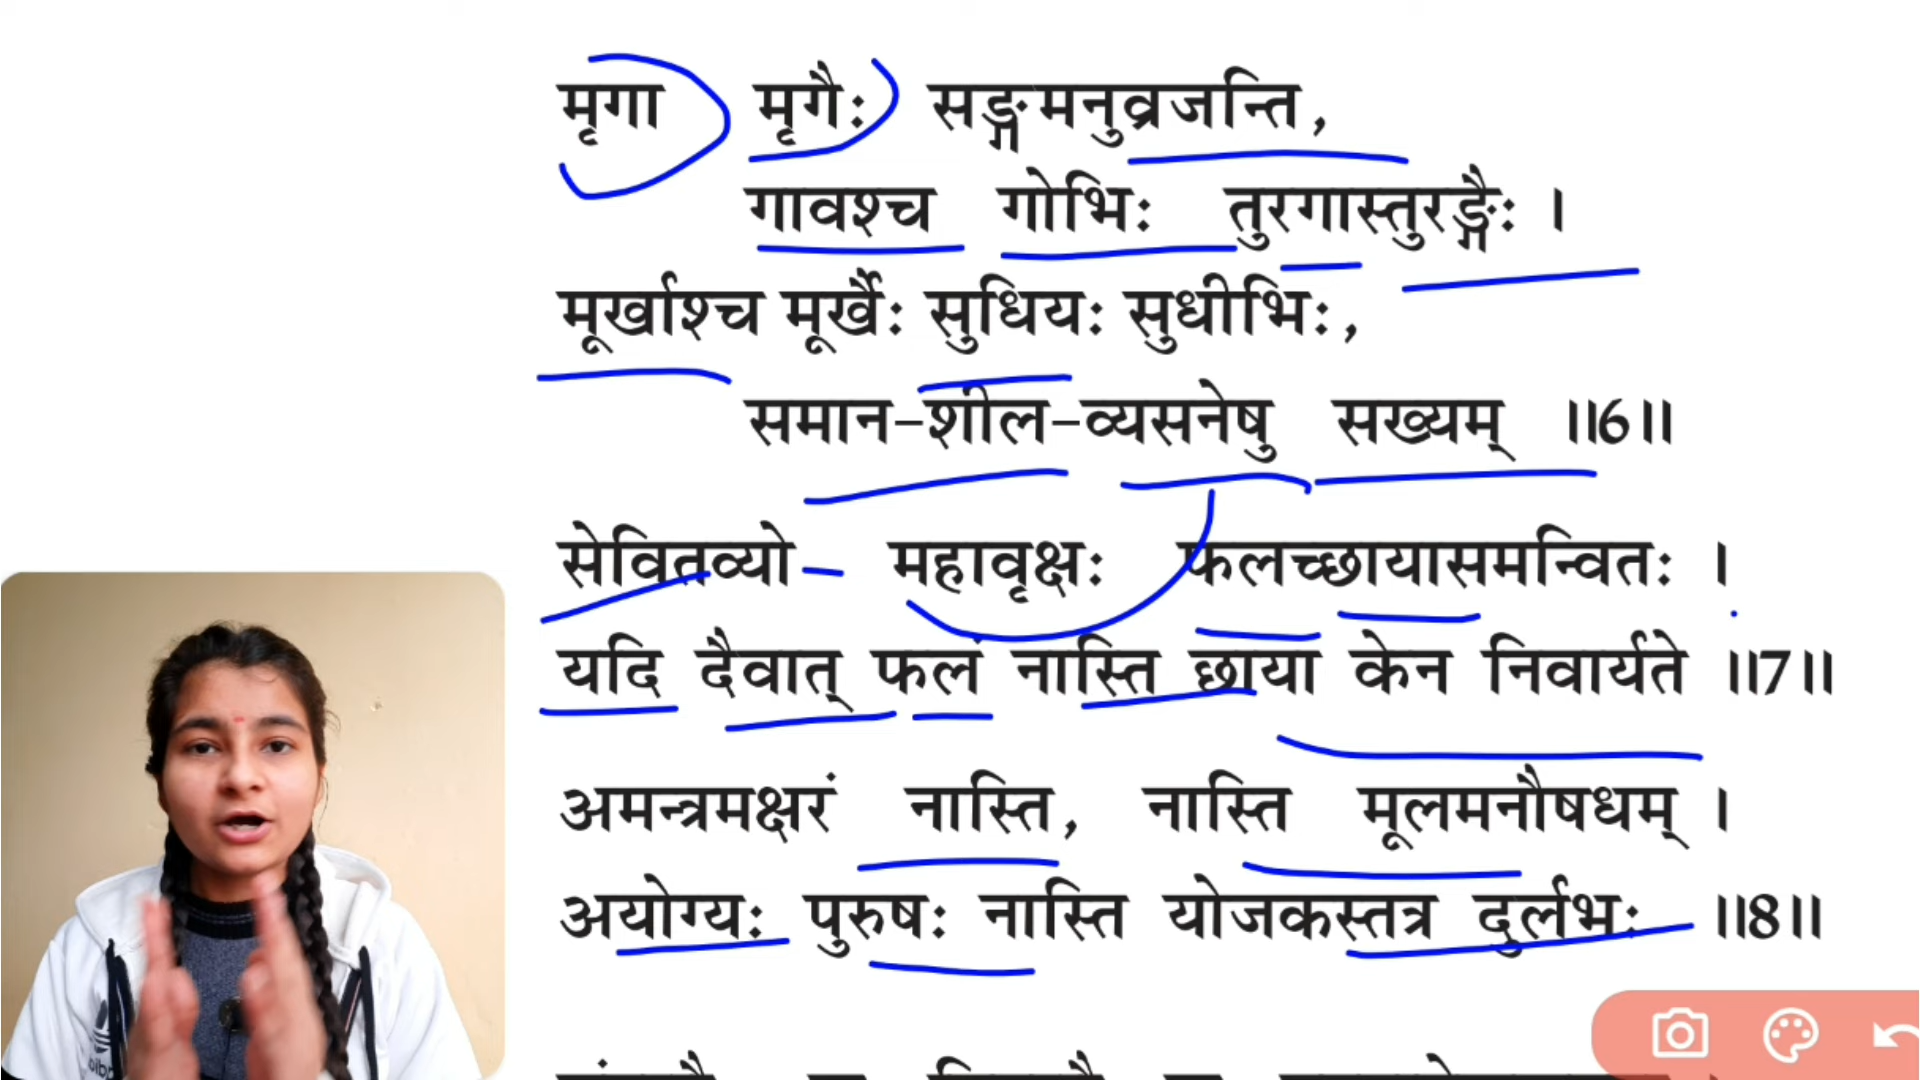 मृगा मृगैः सङ्गमनुव्रजन्ति,
गावश्च गोभिः तुरगास्तुरङ्गैः ।
मूर्खाश्च मूर्खैः सुधियः सुधीभिः,
समान-शील-व्यसनेषु सख्यम् ॥6॥
सेवितव्यो महावृक्षः फलच्छायासमन्वितः ।
यदि दैवात् फलं नास्ति छाया केन निवार्यते ॥7॥
अमन्त्रमक्षरं नास्ति, नास्ति मूलमनौषधम् ।
अयोग्यः पुरुषः नास्ति योजकस्तत्र दुर्लभः ॥8॥